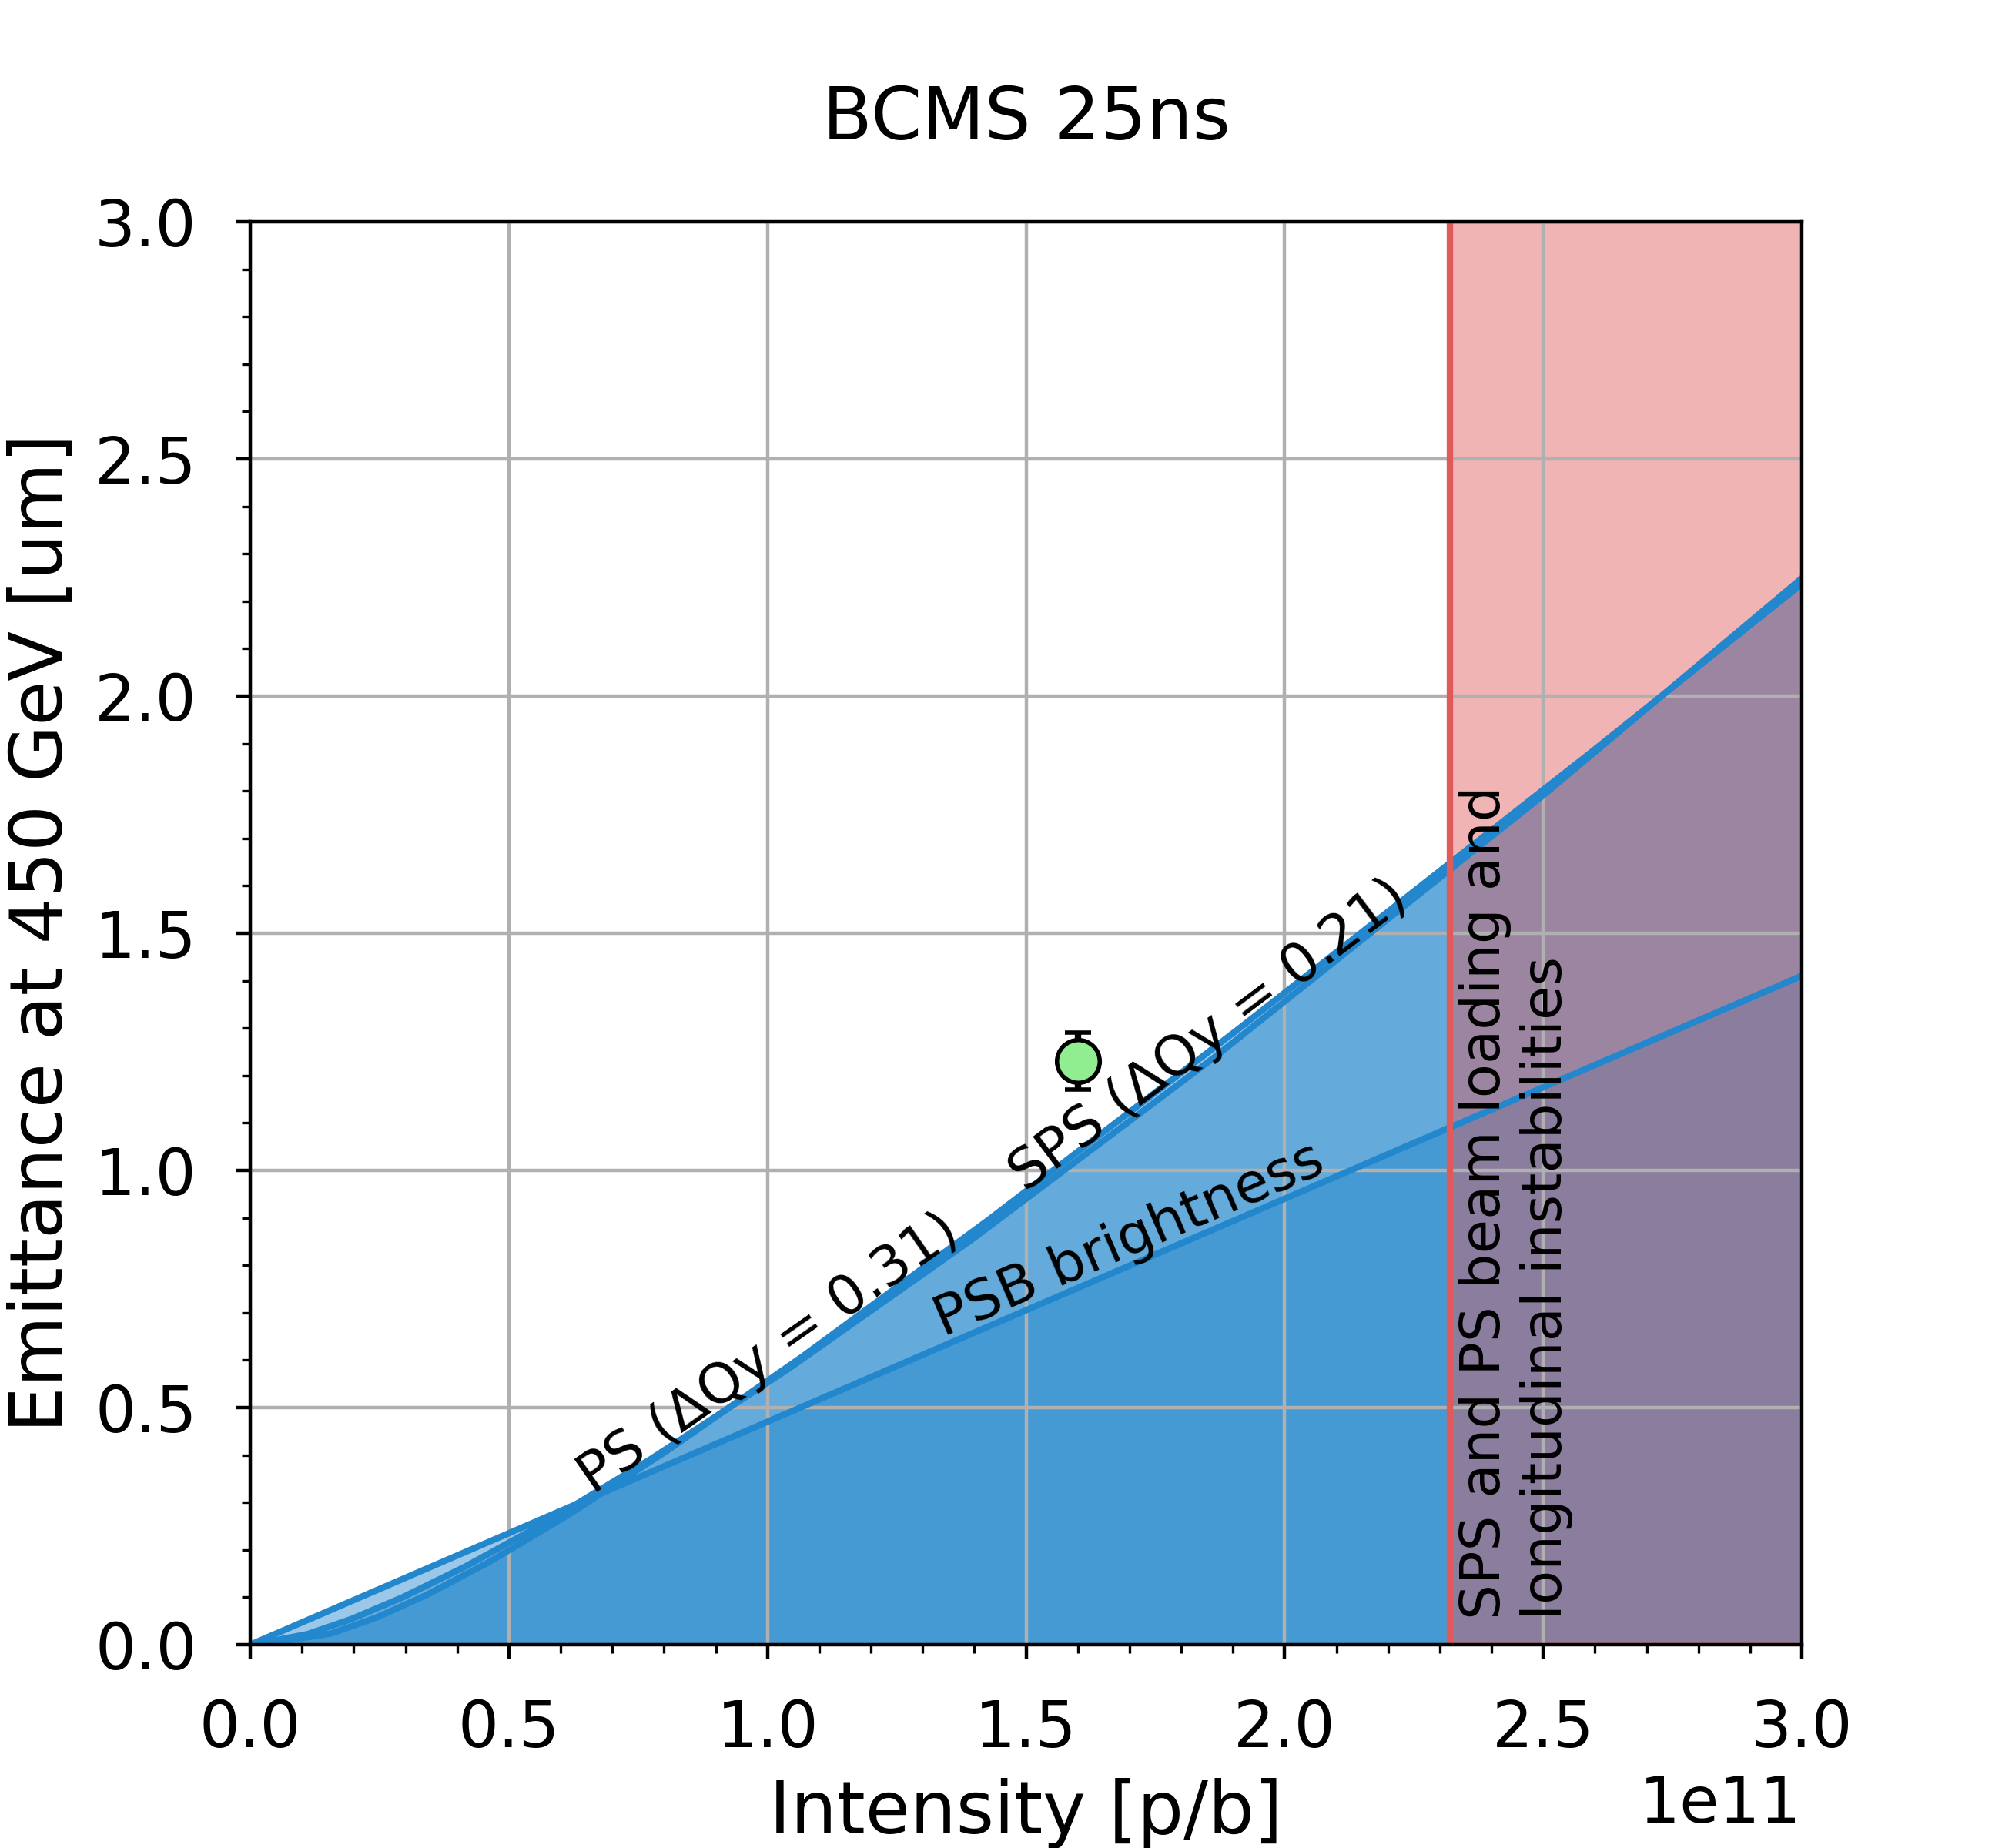 BCMS 25ns
Emittance at 450 GeV [um]
3.0
2.5
2.0
1.5
1.0
0.5
0.0
PS (ΔQy = 0.31)
SPS (ΔQy = 0.21)
PSB brightness
SPS and PS beam loading and
longitudinal instabilities
0.0 0.5 1.0 1.5 2.0 2.5 3.0
Intensity [p/b]
1e11